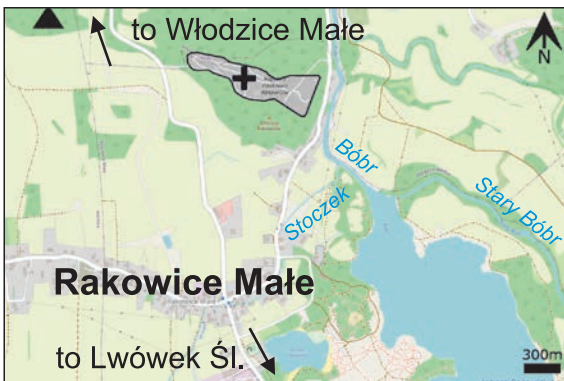 to Włodzice Małe
N
Bóbr
Stary Bóbr
Stoczek
Rakowice Małe
to Lwówek Śl.
300m